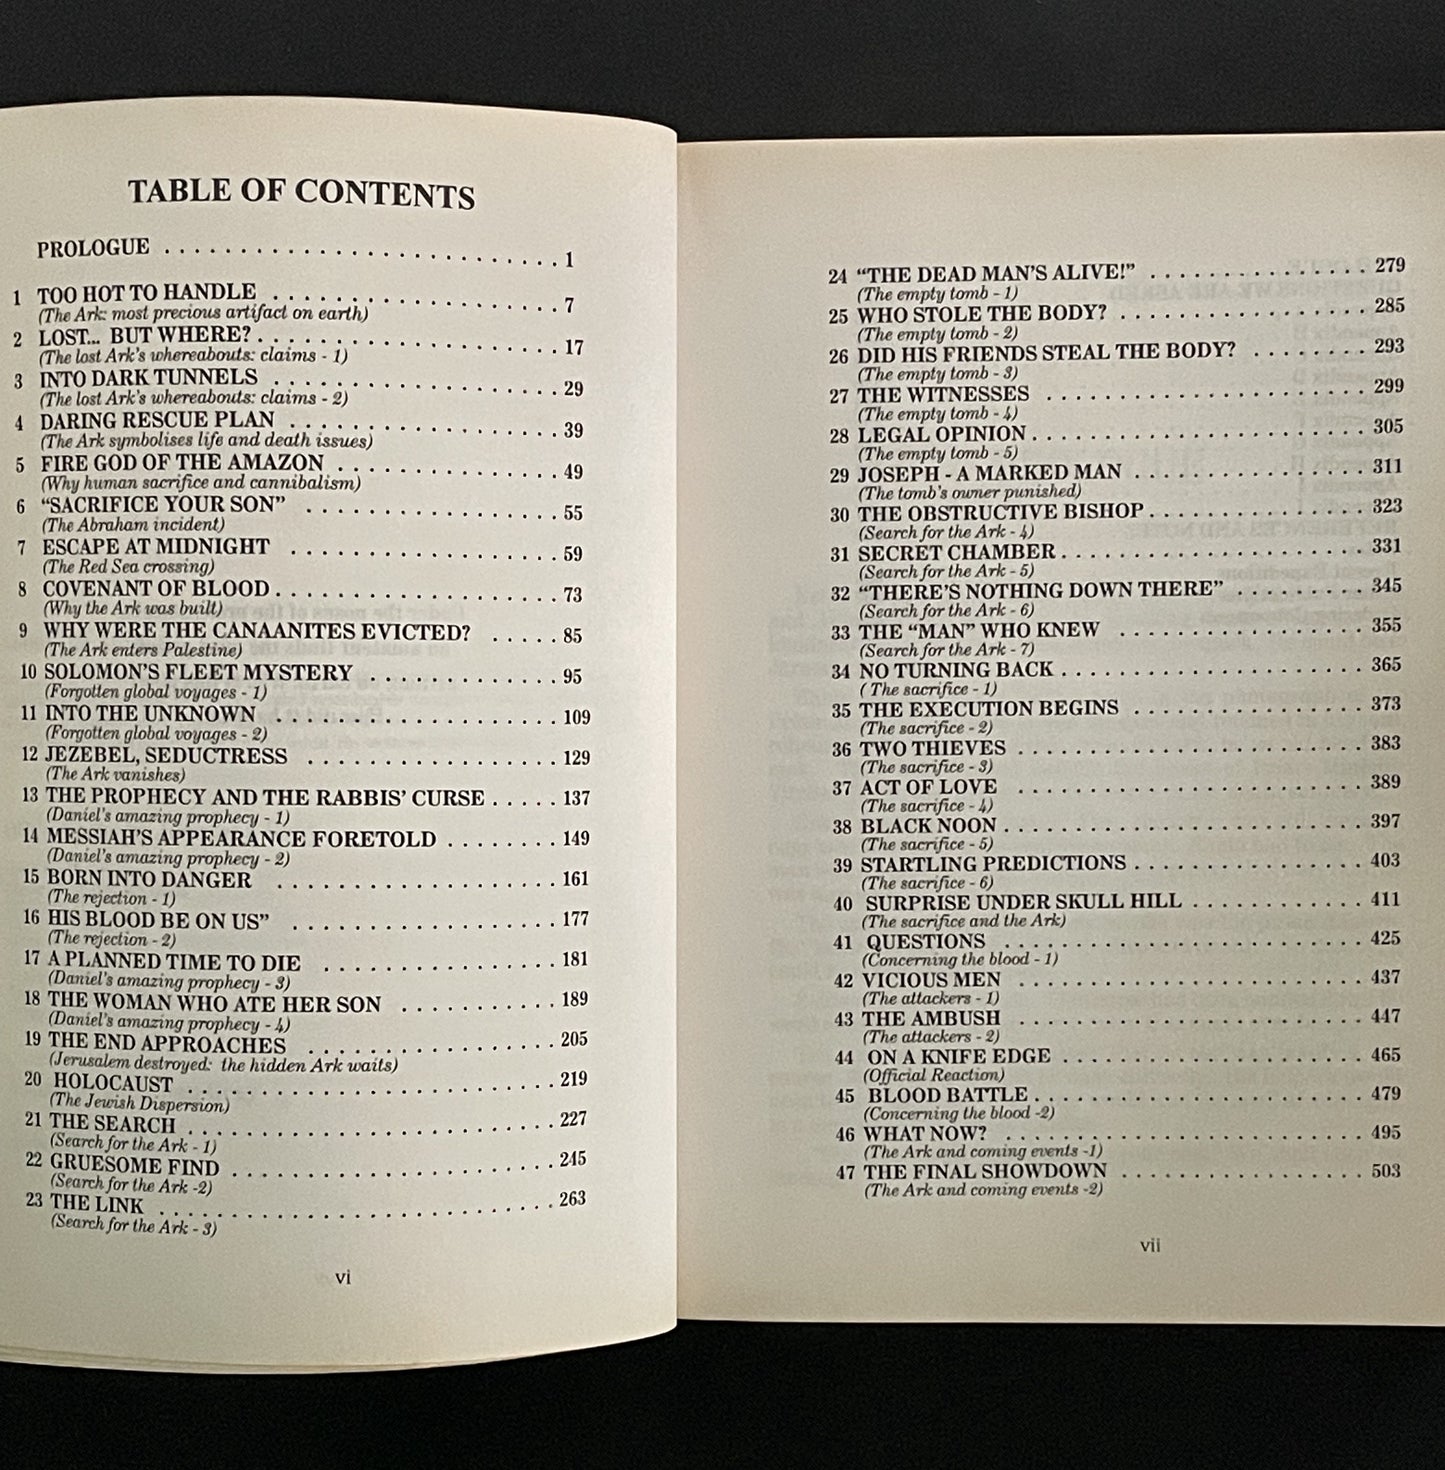 TABLE OF CONTENTS
PROLOGUE . . . . . . . . . . . . . . . . . . . . . . . . . . 1
1 TOO HOT TO HANDLE . . . . . . . . . . . . . . . . . . . 7
(The Ark: most precious artifact on earth)
2 LOST... BUT WHERE? . . . . . . . . . . . . . . . . . . . . 17
(The lost Ark's whereabouts: claims - 1)
3 INTO DARK TUNNELS . . . . . . . . . . . . . . . . . . . 29
(The lost Ark's whereabouts: claims - 2)
4 DARING RESCUE PLAN . . . . . . . . . . . . . . . . . . 39
(The Ark symbolises life and death issues)
5 FIRE GOD OF THE AMAZON . . . . . . . . . . . . . . . 49
(Why human sacrifice and cannibalism)
6 “SACRIFICE YOUR SON” . . . . . . . . . . . . . . . . . 55
(The Abraham incident)
7 ESCAPE AT MIDNIGHT . . . . . . . . . . . . . . . . . . 59
(The Red Sea crossing)
8 COVENANT OF BLOOD . . . . . . . . . . . . . . . . . . . 73
(Why the Ark was built)
9 WHY WERE THE CANAANITES EVICTED? . . . . . 85
(The Ark enters Palestine)
10 SOLOMON'S FLEET MYSTERY . . . . . . . . . . . . . 95
(Forgotten global voyages - 1)
11 INTO THE UNKNOWN . . . . . . . . . . . . . . . . . . . 109
(Forgotten global voyages - 2)
12 JEZEBEL, SEDUCTRESS . . . . . . . . . . . . . . . . . 129
(The Ark vanishes)
13 THE PROPHECY AND THE RABBIS' CURSE . . . . . 137
(Daniel's amazing prophecy - 1)
14 MESSIAH'S APPEARANCE FORETOLD . . . . . . . . 149
(Daniel's amazing prophecy - 2)
15 BORN INTO DANGER . . . . . . . . . . . . . . . . . . . 161
(The rejection - 1)
16 HIS BLOOD BE ON US” . . . . . . . . . . . . . . . . . . 177
(The rejection - 2)
17 A PLANNED TIME TO DIE . . . . . . . . . . . . . . . . 181
(Daniel's amazing prophecy - 3)
18 THE WOMAN WHO ATE HER SON . . . . . . . . . . . 189
(Daniel's amazing prophecy - 4)
19 THE END APPROACHES . . . . . . . . . . . . . . . . . 205
(Jerusalem destroyed: the hidden Ark waits)
20 HOLOCAUST . . . . . . . . . . . . . . . . . . . . . . . . 219
(The Jewish Dispersion)
21 THE SEARCH . . . . . . . . . . . . . . . . . . . . . . . . 227
(Search for the Ark - 1)
22 GRUESOME FIND . . . . . . . . . . . . . . . . . . . . . 245
(Search for the Ark -2)
23 THE LINK . . . . . . . . . . . . . . . . . . . . . . . . . . 263
(Search for the Ark - 3)
vi
24 “THE DEAD MAN'S ALIVE!” . . . . . . . . . . . . . . . 279
(The empty tomb - 1)
25 WHO STOLE THE BODY? . . . . . . . . . . . . . . . . . 285
(The empty tomb - 2)
26 DID HIS FRIENDS STEAL THE BODY? . . . . . . . . 293
(The empty tomb - 3)
27 THE WITNESSES . . . . . . . . . . . . . . . . . . . . . 299
(The empty tomb - 4)
28 LEGAL OPINION . . . . . . . . . . . . . . . . . . . . . . 305
(The empty tomb - 5)
29 JOSEPH - A MARKED MAN . . . . . . . . . . . . . . . 311
(The tomb's owner punished)
30 THE OBSTRUCTIVE BISHOP . . . . . . . . . . . . . . . 323
(Search for the Ark - 4)
31 SECRET CHAMBER . . . . . . . . . . . . . . . . . . . . 331
(Search for the Ark - 5)
32 “THERE'S NOTHING DOWN THERE” . . . . . . . . . 345
(Search for the Ark - 6)
33 THE “MAN” WHO KNEW . . . . . . . . . . . . . . . . . 355
(Search for the Ark - 7)
34 NO TURNING BACK . . . . . . . . . . . . . . . . . . . . 365
( The sacrifice - 1)
35 THE EXECUTION BEGINS . . . . . . . . . . . . . . . . 373
(The sacrifice - 2)
36 TWO THIEVES . . . . . . . . . . . . . . . . . . . . . . . 383
(The sacrifice - 3)
37 ACT OF LOVE . . . . . . . . . . . . . . . . . . . . . . . 389
(The sacrifice - 4)
38 BLACK NOON . . . . . . . . . . . . . . . . . . . . . . . . 397
(The sacrifice - 5)
39 STARTLING PREDICTIONS . . . . . . . . . . . . . . . . 403
(The sacrifice - 6)
40 SURPRISE UNDER SKULL HILL . . . . . . . . . . . . 411
(The sacrifice and the Ark)
41 QUESTIONS . . . . . . . . . . . . . . . . . . . . . . . . 425
(Concerning the blood - 1)
42 VICIOUS MEN . . . . . . . . . . . . . . . . . . . . . . . 437
(The attackers - 1)
43 THE AMBUSH . . . . . . . . . . . . . . . . . . . . . . . 447
(The attackers - 2)
44 ON A KNIFE EDGE . . . . . . . . . . . . . . . . . . . . 465
(Official Reaction)
45 BLOOD BATTLE . . . . . . . . . . . . . . . . . . . . . . 479
(Concerning the blood -2)
46 WHAT NOW? . . . . . . . . . . . . . . . . . . . . . . . . 495
(The Ark and coming events -1)
47 THE FINAL SHOWDOWN . . . . . . . . . . . . . . . . . 503
(The Ark and coming events -2)
vii